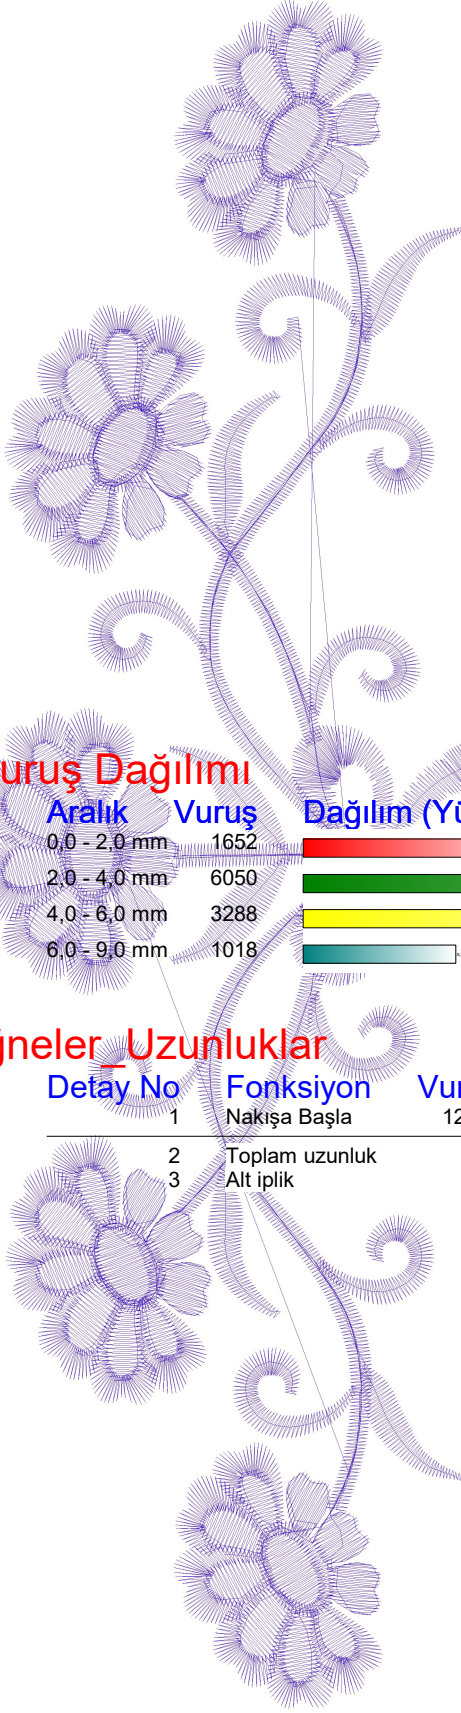 uruş Dağılımı
Aralık Vuruş Dağılım (Yü
0,0 - 2,0 mm 1652
2,0 - 4,0 mm 6050
4,0 - 6,0 mm 3288
6,0 - 9,0 mm 1018
ğneler_Uzunluklar
Detay No Fonksiyon Vur
1 Nakışa Başla 12
2 Toplam uzunluk
3 Alt iplik